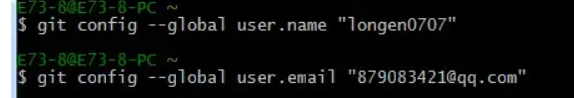 E73-8@E73-8-PC ~
$ git config --global user.name "longen0707"
E73-8@E73-8-PC ~
$ git config --global user.email "879083421@qq.com"